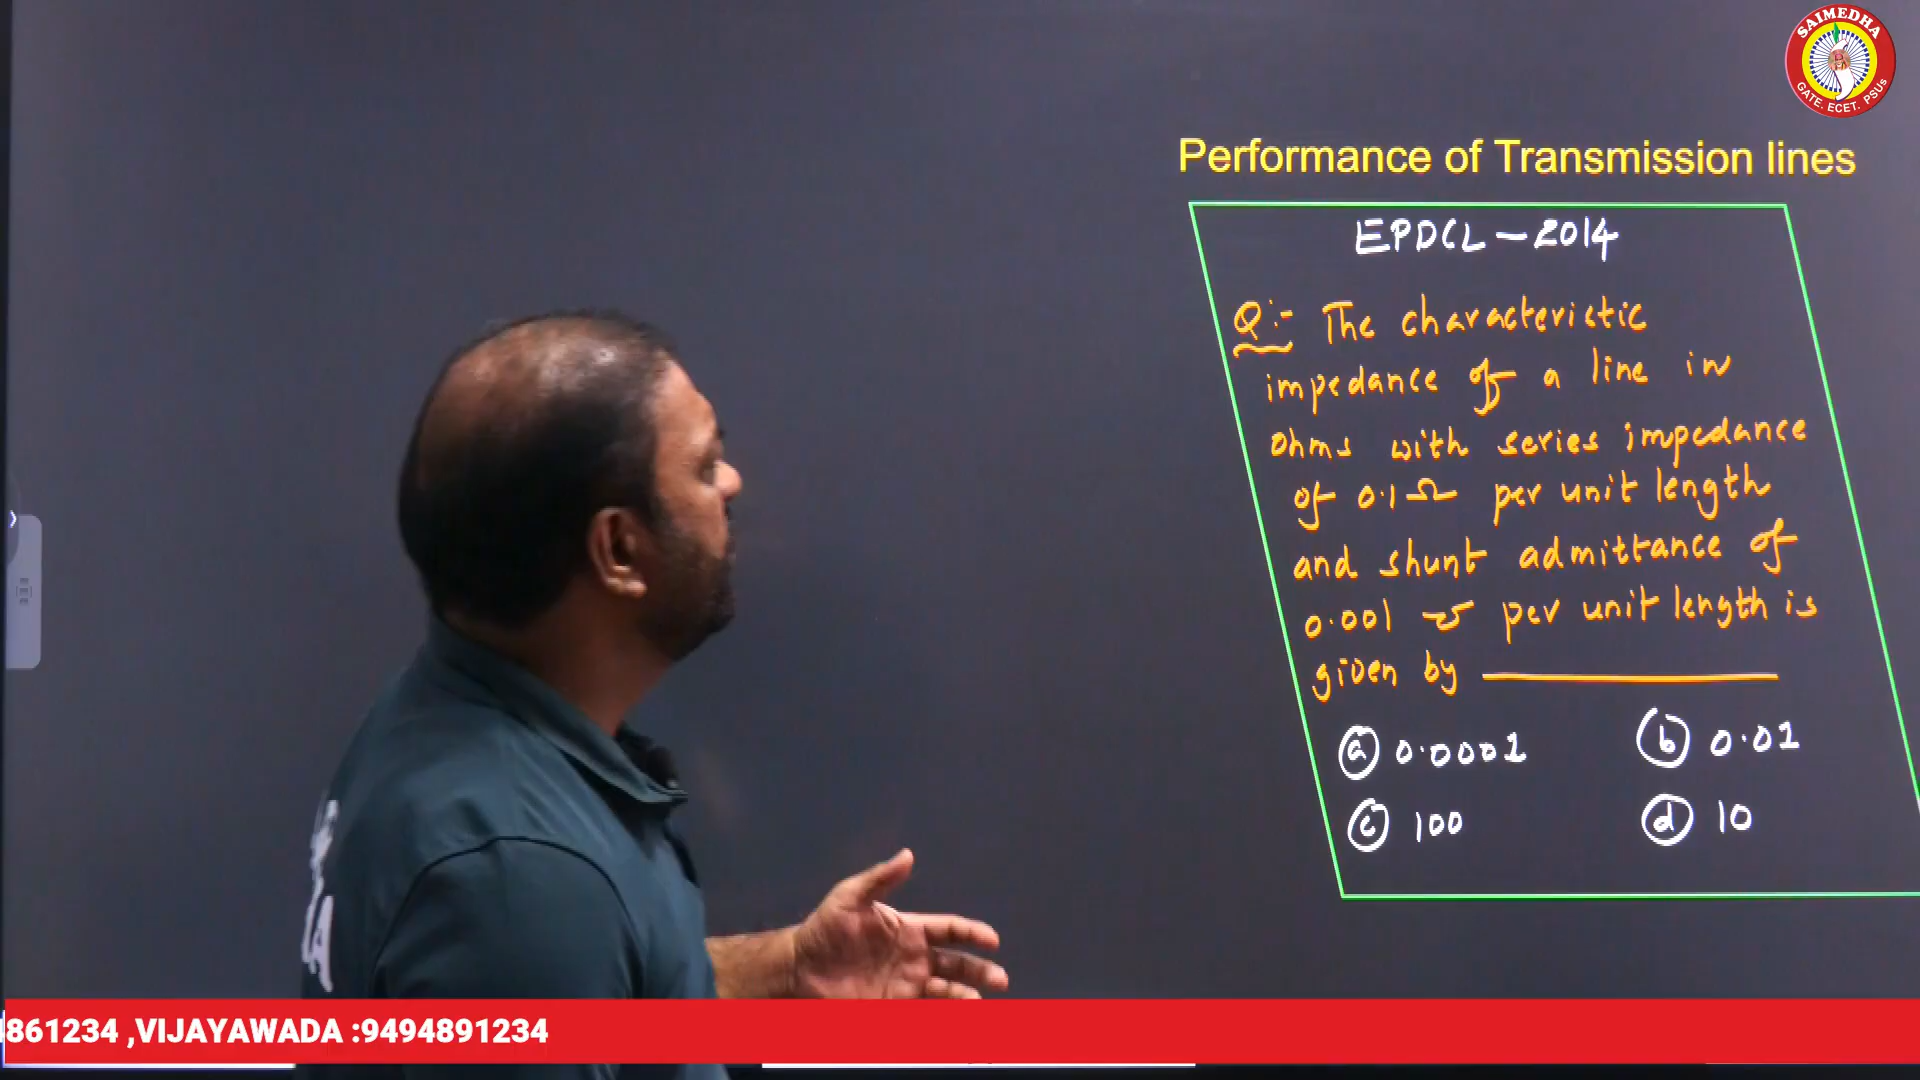 SAIMEDHA
GATE. ECET. PSUs
Performance of Transmission lines
EPDCL - 2014
Q:- The characteristic
impedance of a line in
ohms with series impedance
of 0.1 Ω per unit length
and shunt admittance of
0.001 ℧ per unit length is
given by ________
(a) 0.0001 (b) 0.01
(c) 100 (d) 10
861234 ,VIJAYAWADA :9494891234